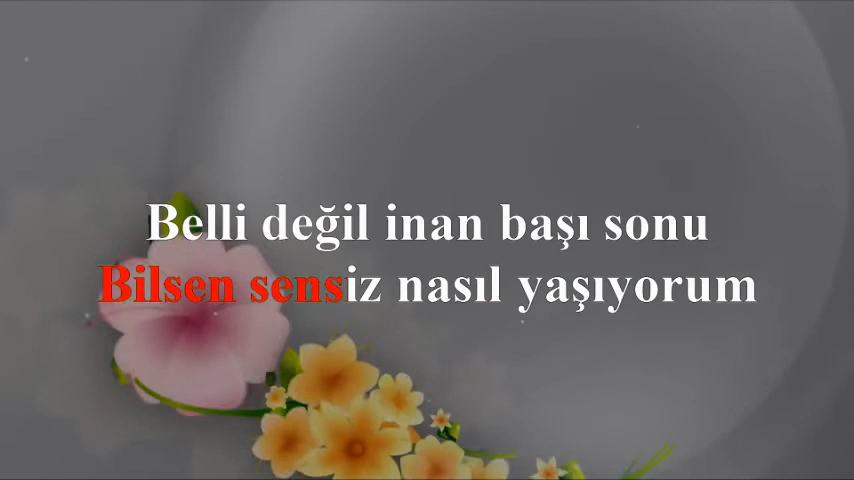 Belli değil inan başı sonu
Bilsen sensiz nasıl yaşıyorum